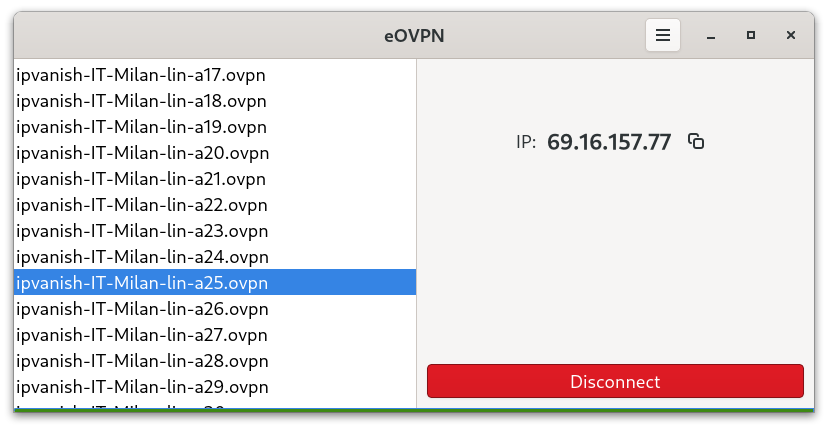 eOVPN
ipvanish-IT-Milan-lin-a17.ovpn
ipvanish-IT-Milan-lin-a18.ovpn
ipvanish-IT-Milan-lin-a19.ovpn
ipvanish-IT-Milan-lin-a20.ovpn
ipvanish-IT-Milan-lin-a21.ovpn
ipvanish-IT-Milan-lin-a22.ovpn
ipvanish-IT-Milan-lin-a23.ovpn
ipvanish-IT-Milan-lin-a24.ovpn
ipvanish-IT-Milan-lin-a25.ovpn
ipvanish-IT-Milan-lin-a26.ovpn
ipvanish-IT-Milan-lin-a27.ovpn
ipvanish-IT-Milan-lin-a28.ovpn
ipvanish-IT-Milan-lin-a29.ovpn
IP: 69.16.157.77
Disconnect